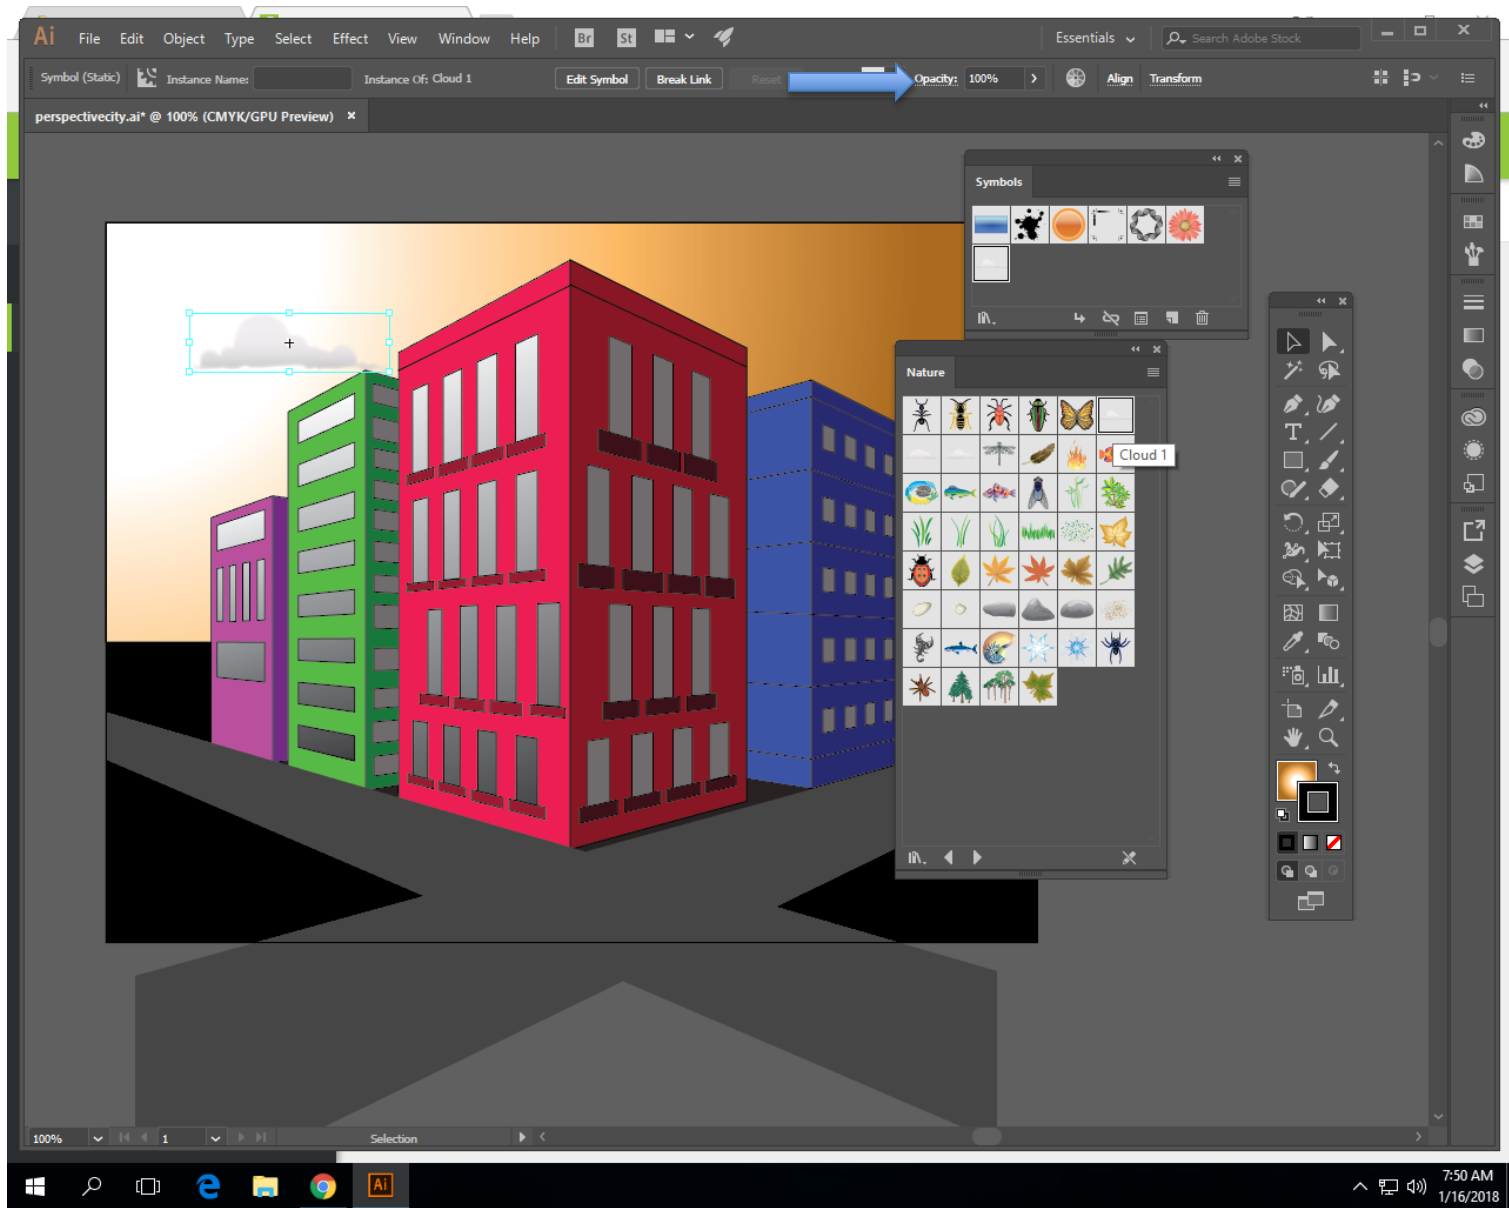 Ai File Edit Object Type Select Effect View Window Help Br St Essentials Search Adobe Stock
Symbol (Static) Instance Name: Instance Of: Cloud 1 Edit Symbol Break Link Reset Opacity: 100% Align Transform
perspectivecity.ai* @ 100% (CMYK/GPU Preview) ×
Symbols
Nature
Cloud 1
100% 1 Selection
Ai
7:50 AM
1/16/2018